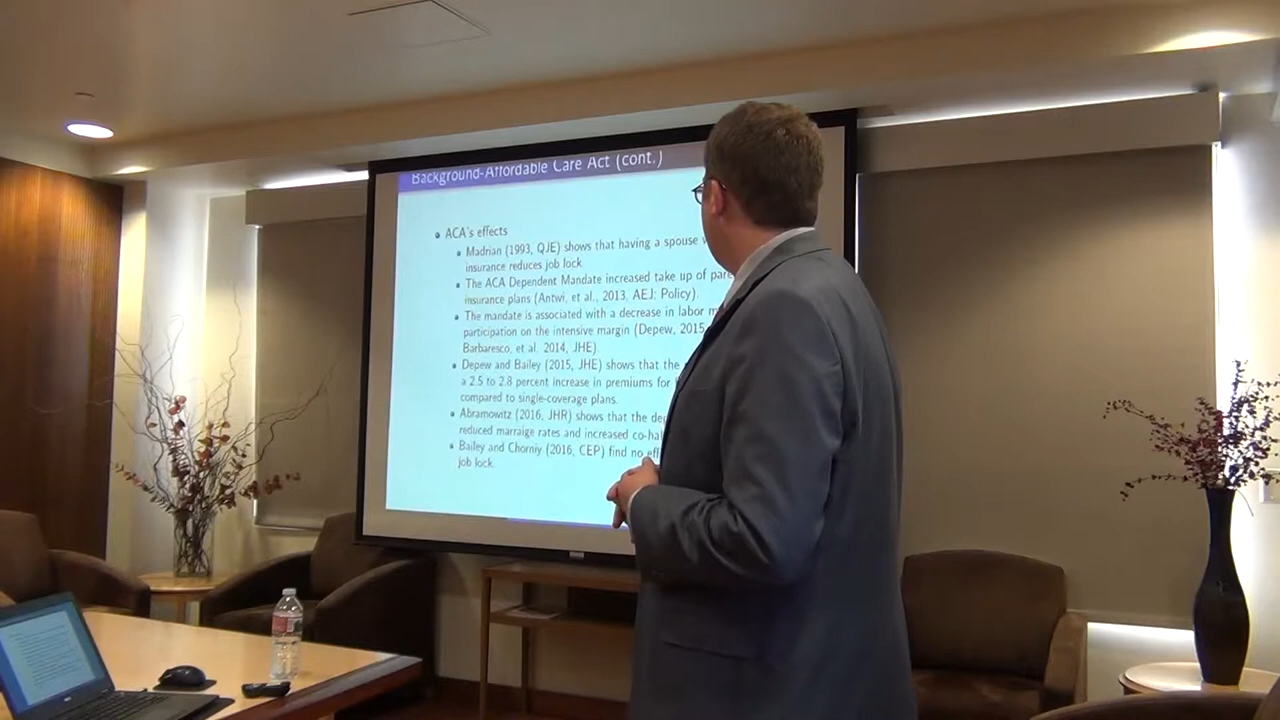 Background-Affordable Care Act (cont.)
ACA's effects
Madrian (1993, QJE) shows that having a spouse
insurance reduces job lock.
The ACA Dependent Mandate increased take up of
insurance plans (Antwi, et al., 2013, AEJ: Policy).
The mandate is associated with a decrease in labor
participation on the intensive margin (Depew, 2015
Barbaresco, et al. 2014, JHE).
Depew and Bailey (2015, JHE) shows that the
a 2.5 to 2.8 percent increase in premiums for
compared to single-coverage plans.
Abramowitz (2016, JHR) shows that the
reduced marraige rates and increased
Bailey and Chorniy (2016, CEP) find no
job lock.